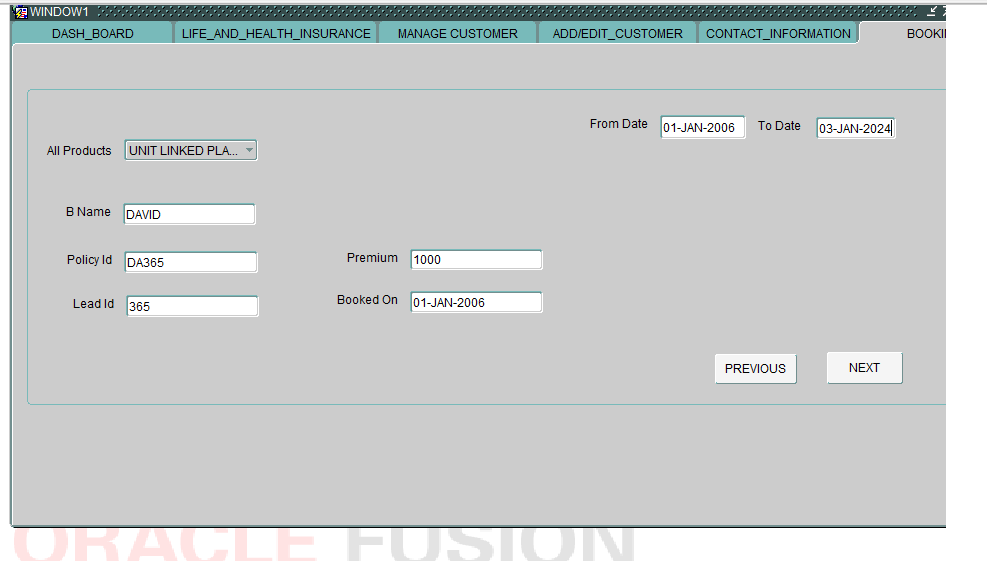 WINDOW1
DASH_BOARD LIFE_AND_HEALTH_INSURANCE MANAGE CUSTOMER ADD/EDIT_CUSTOMER CONTACT_INFORMATION BOOKI
From Date 01-JAN-2006 To Date 03-JAN-2024
All Products UNIT LINKED PLA...
B Name DAVID
Policy Id DA365 Premium 1000
Lead Id 365 Booked On 01-JAN-2006
PREVIOUS NEXT
ORACLE FUSION